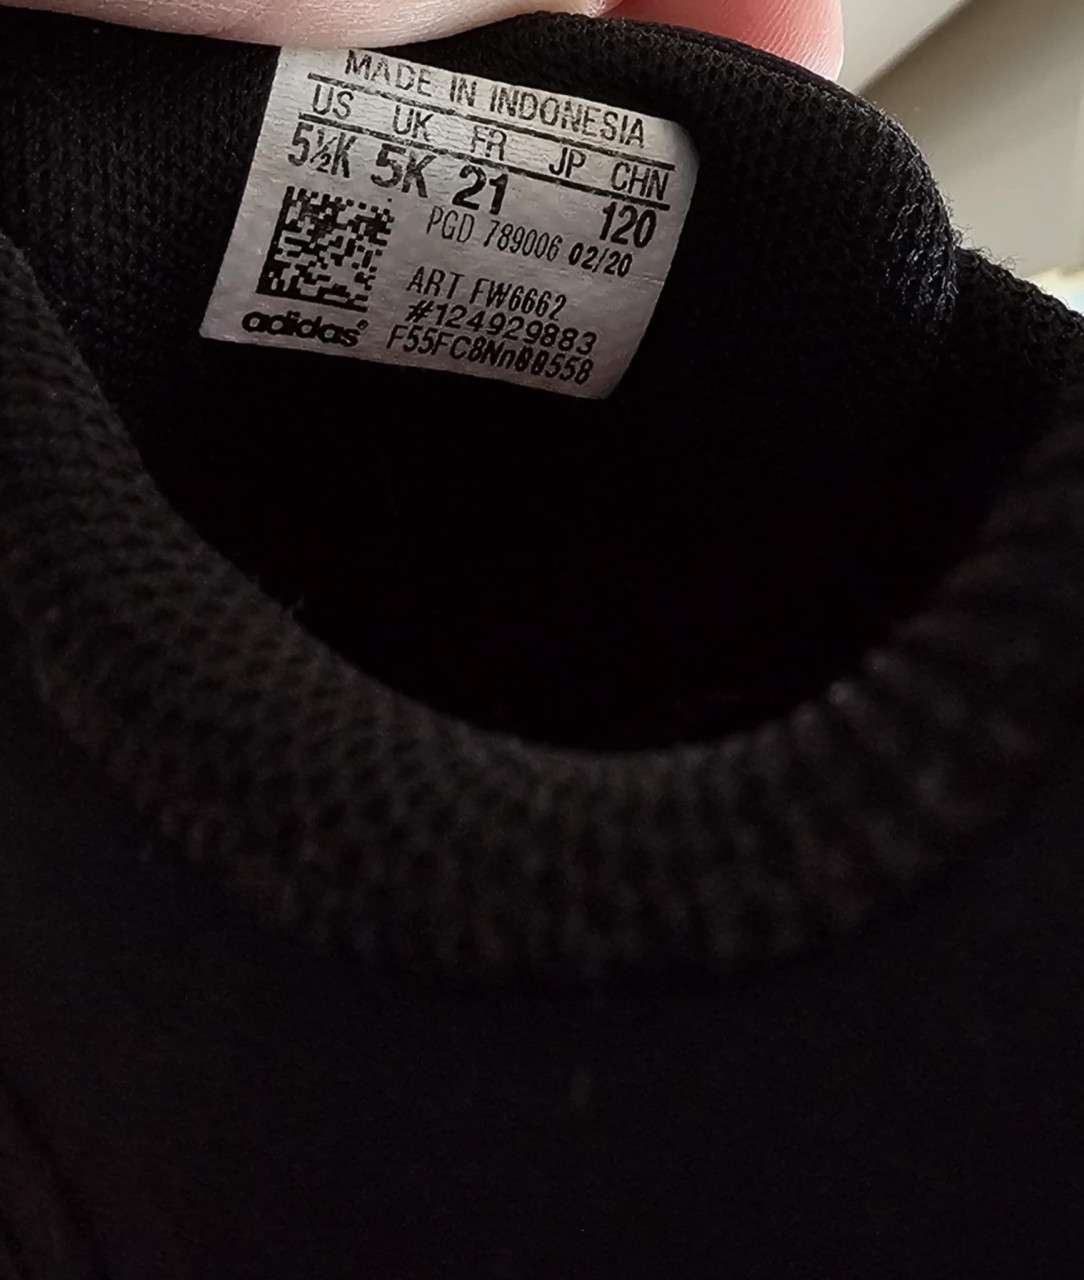 MADE IN INDONESIA
US UK FR JP CHN
5½K 5K 21 120
PGD 789006 02/20
ART FW6662
#124929883
adidas® F55FC8Nn00558